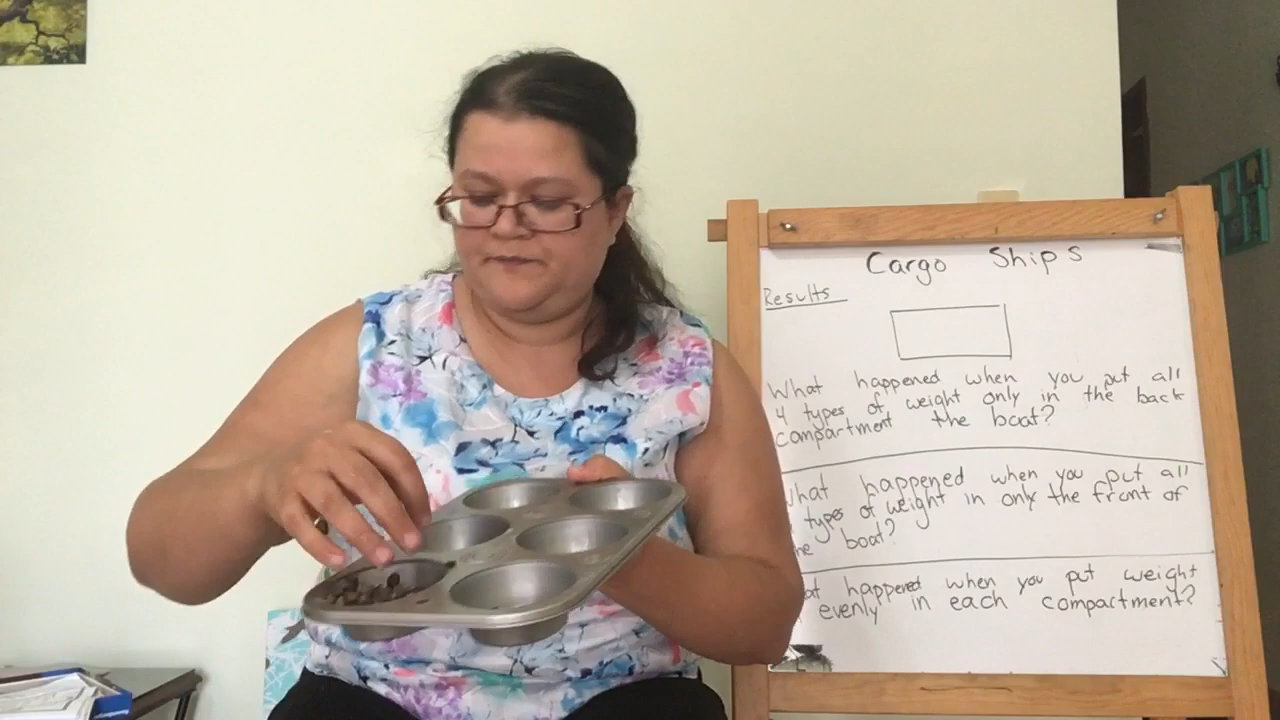 Cargo Ships
Results
What happened when you put all
4 types of weight only in the back
compartment the boat?
What happened when you put all
types of weight in only the front of
he boat?
at happened when you put weight
evenly in each compartment?